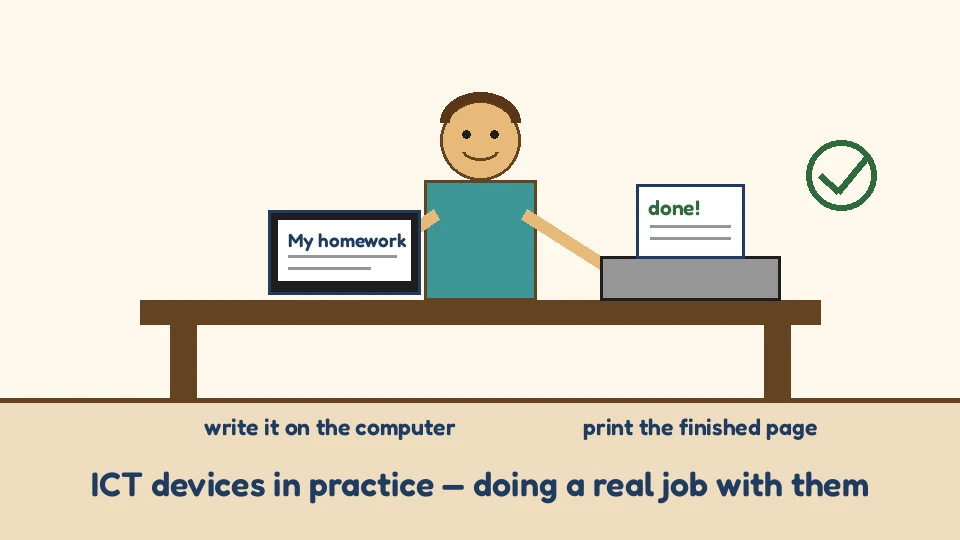 My homework
done!
write it on the computer
print the finished page
ICT devices in practice — doing a real job with them